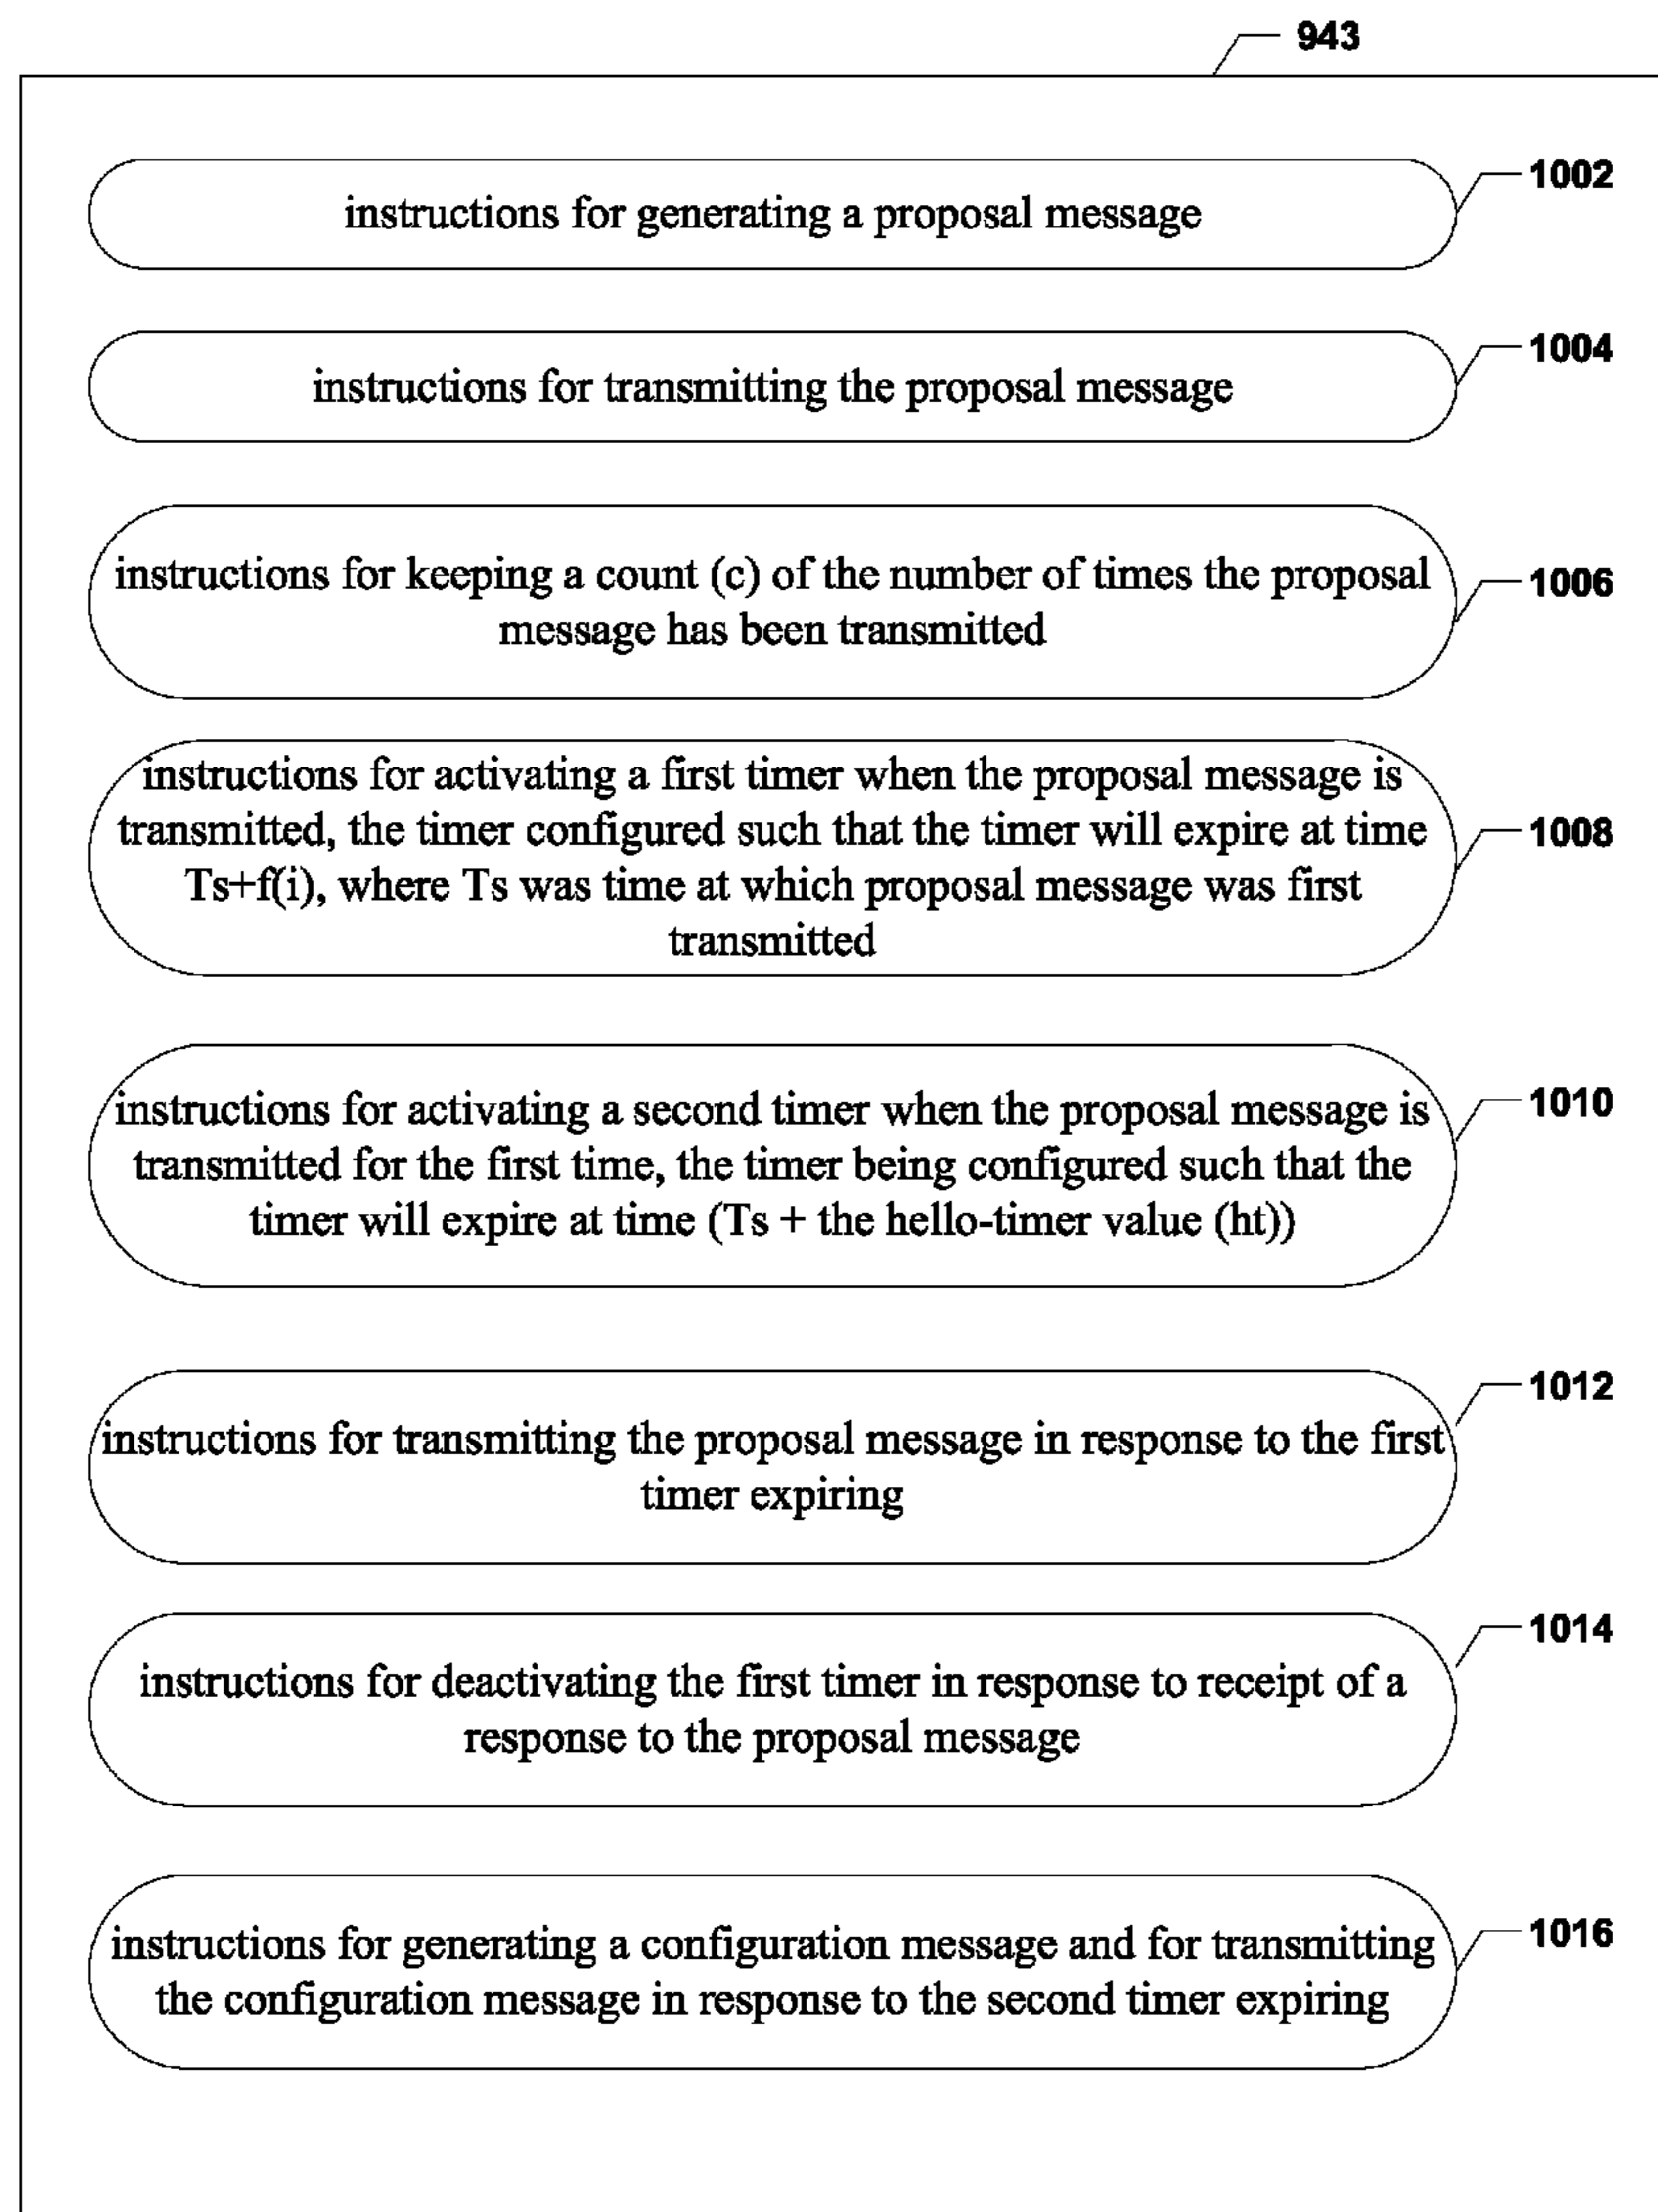 943
instructions for generating a proposal message
1002
instructions for transmitting the proposal message
1004
instructions for keeping a count (c) of the number of times the proposal
message has been transmitted
1006
instructions for activating a first timer when the proposal message is
transmitted, the timer configured such that the timer will expire at time
Ts+f(i), where Ts was time at which proposal message was first
transmitted
1008
instructions for activating a second timer when the proposal message is
transmitted for the first time, the timer being configured such that the
timer will expire at time (Ts + the hello-timer value (ht))
1010
instructions for transmitting the proposal message in response to the first
timer expiring
1012
instructions for deactivating the first timer in response to receipt of a
response to the proposal message
1014
instructions for generating a configuration message and for transmitting
the configuration message in response to the second timer expiring
1016